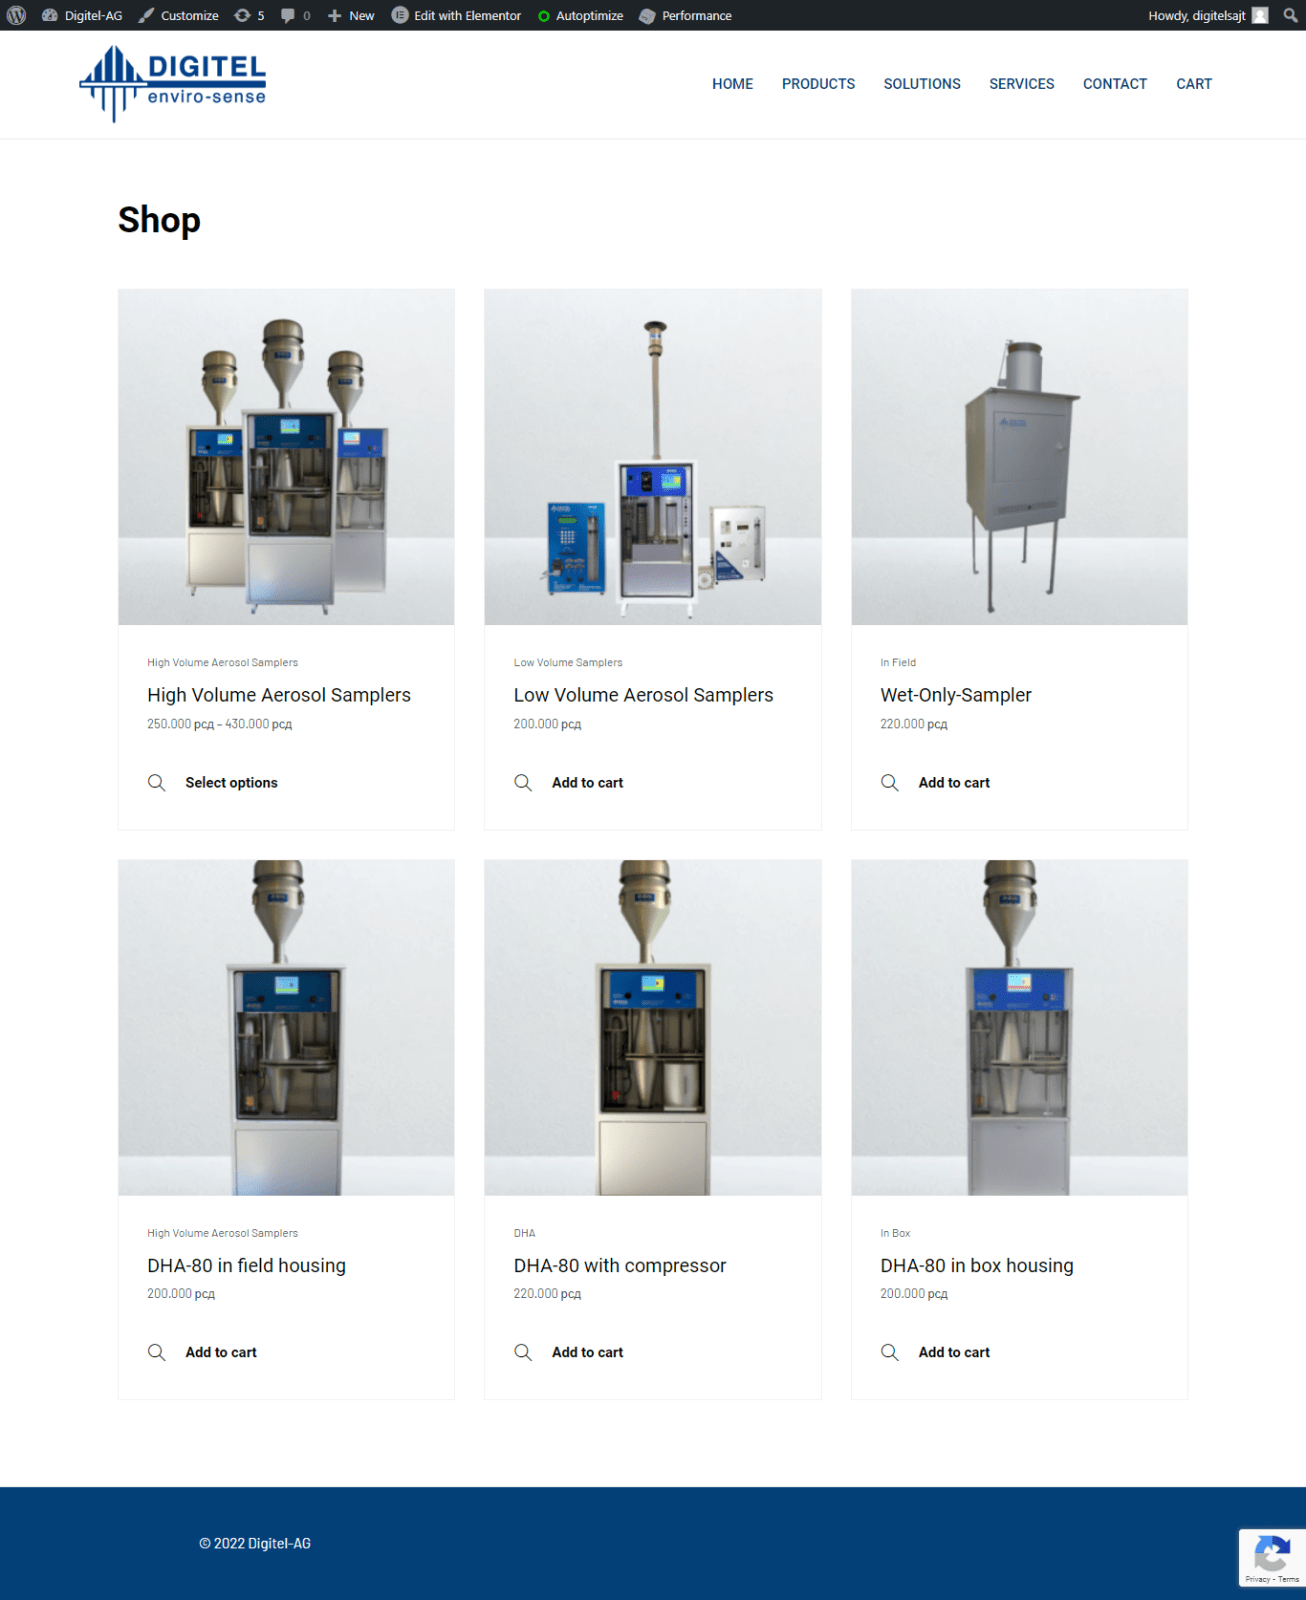 Digitel-AG Customize 5 0 New Edit with Elementor Autoptimize Performance Howdy, digitelsajt
DIGITEL
enviro-sense
HOME PRODUCTS SOLUTIONS SERVICES CONTACT CART
Shop
High Volume Aerosol Samplers
High Volume Aerosol Samplers
250.000 рсд – 430.000 рсд
Select options
Low Volume Samplers
Low Volume Aerosol Samplers
200.000 рсд
Add to cart
In Field
Wet-Only-Sampler
220.000 рсд
Add to cart
High Volume Aerosol Samplers
DHA-80 in field housing
200.000 рсд
Add to cart
DHA
DHA-80 with compressor
220.000 рсд
Add to cart
In Box
DHA-80 in box housing
200.000 рсд
Add to cart
© 2022 Digitel-AG
Privacy - Terms